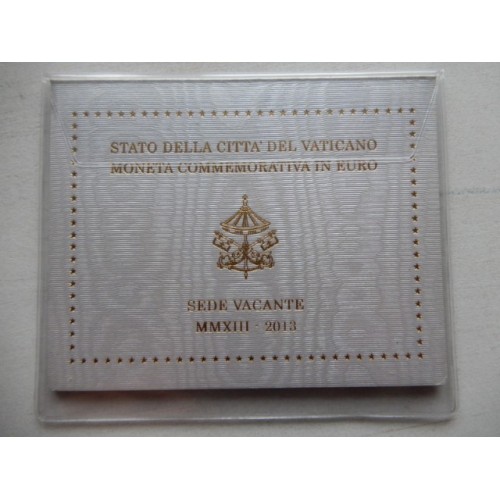 STATO DELLA CITTA' DEL VATICANO
MONETA COMMEMORATIVA IN EURO
SEDE VACANTE
MMXIII - 2013